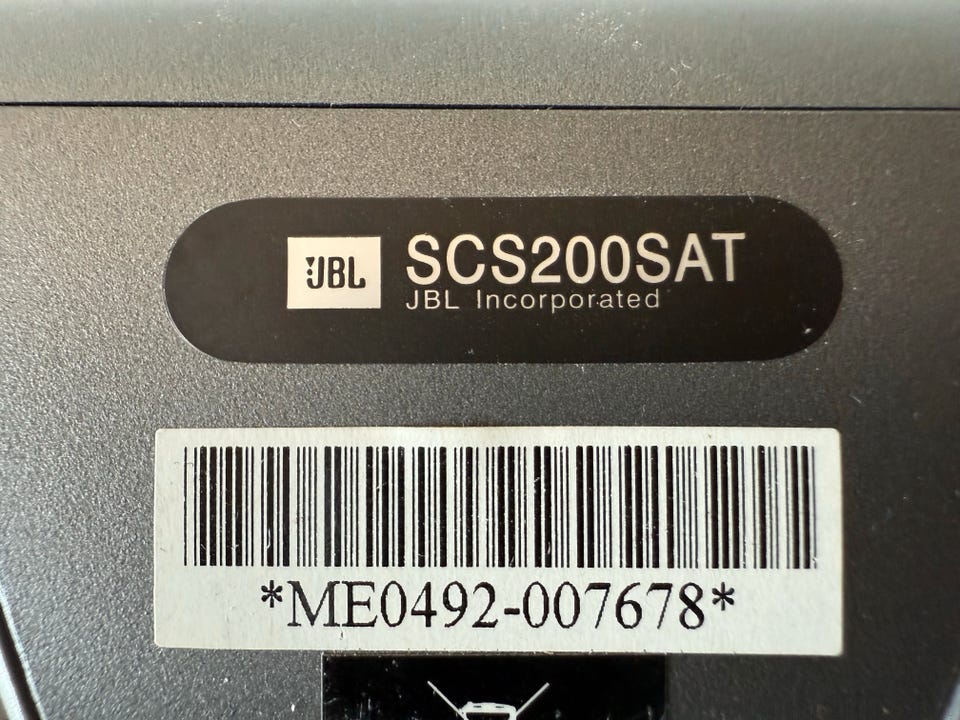 JBL SCS200SAT
JBL Incorporated
*ME0492-007678*